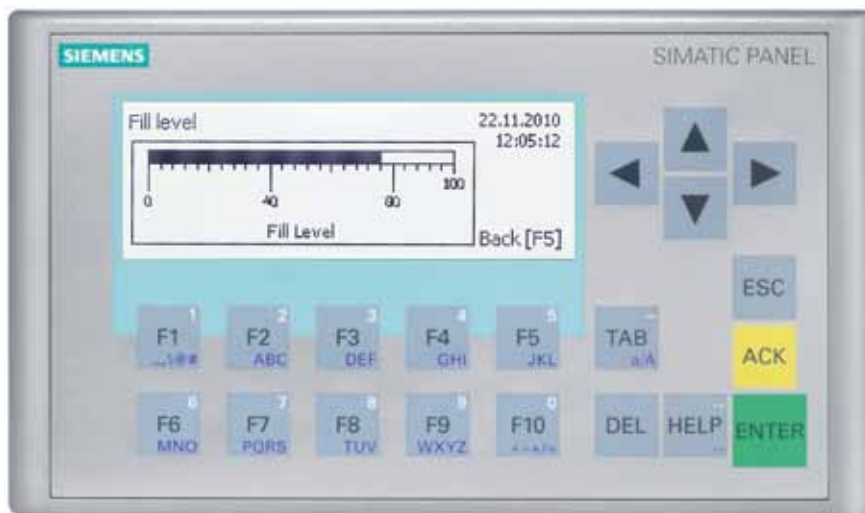 SIEMENS
SIMATIC PANEL
Fill level
22.11.2010
12:05:12
0 40 80 100
Fill Level
Back [F5]
ESC
1 2 3 4 5
F1 F2 F3 F4 F5 TAB
ABC DEF GHI JKL a/A
ACK
6 7 8 9 0
F6 F7 F8 F9 F10 DEL HELP ENTER
MNO PQRS TUV WXYZ